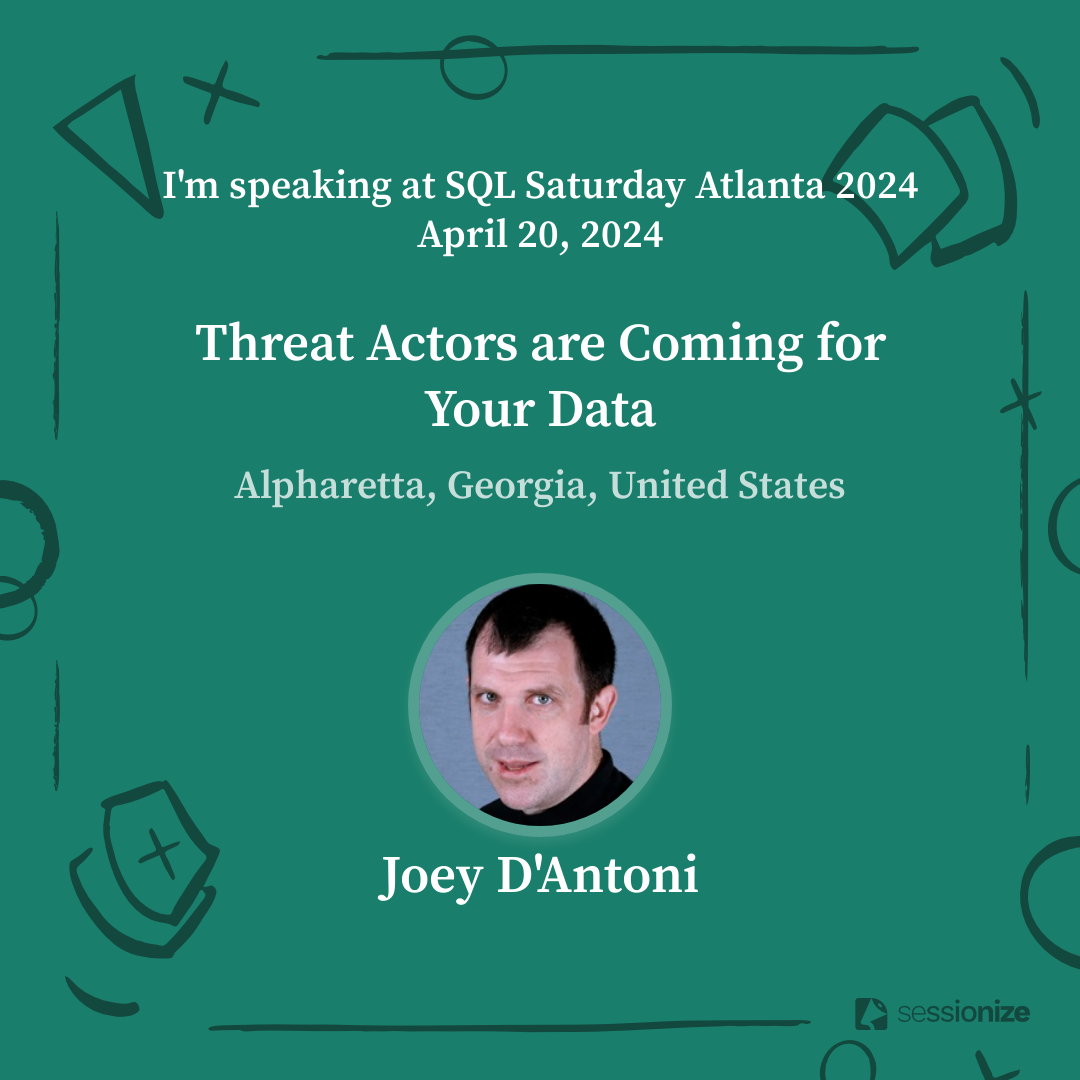 I'm speaking at SQL Saturday Atlanta 2024
April 20, 2024
Threat Actors are Coming for
Your Data
Alpharetta, Georgia, United States
Joey D'Antoni
sessionize